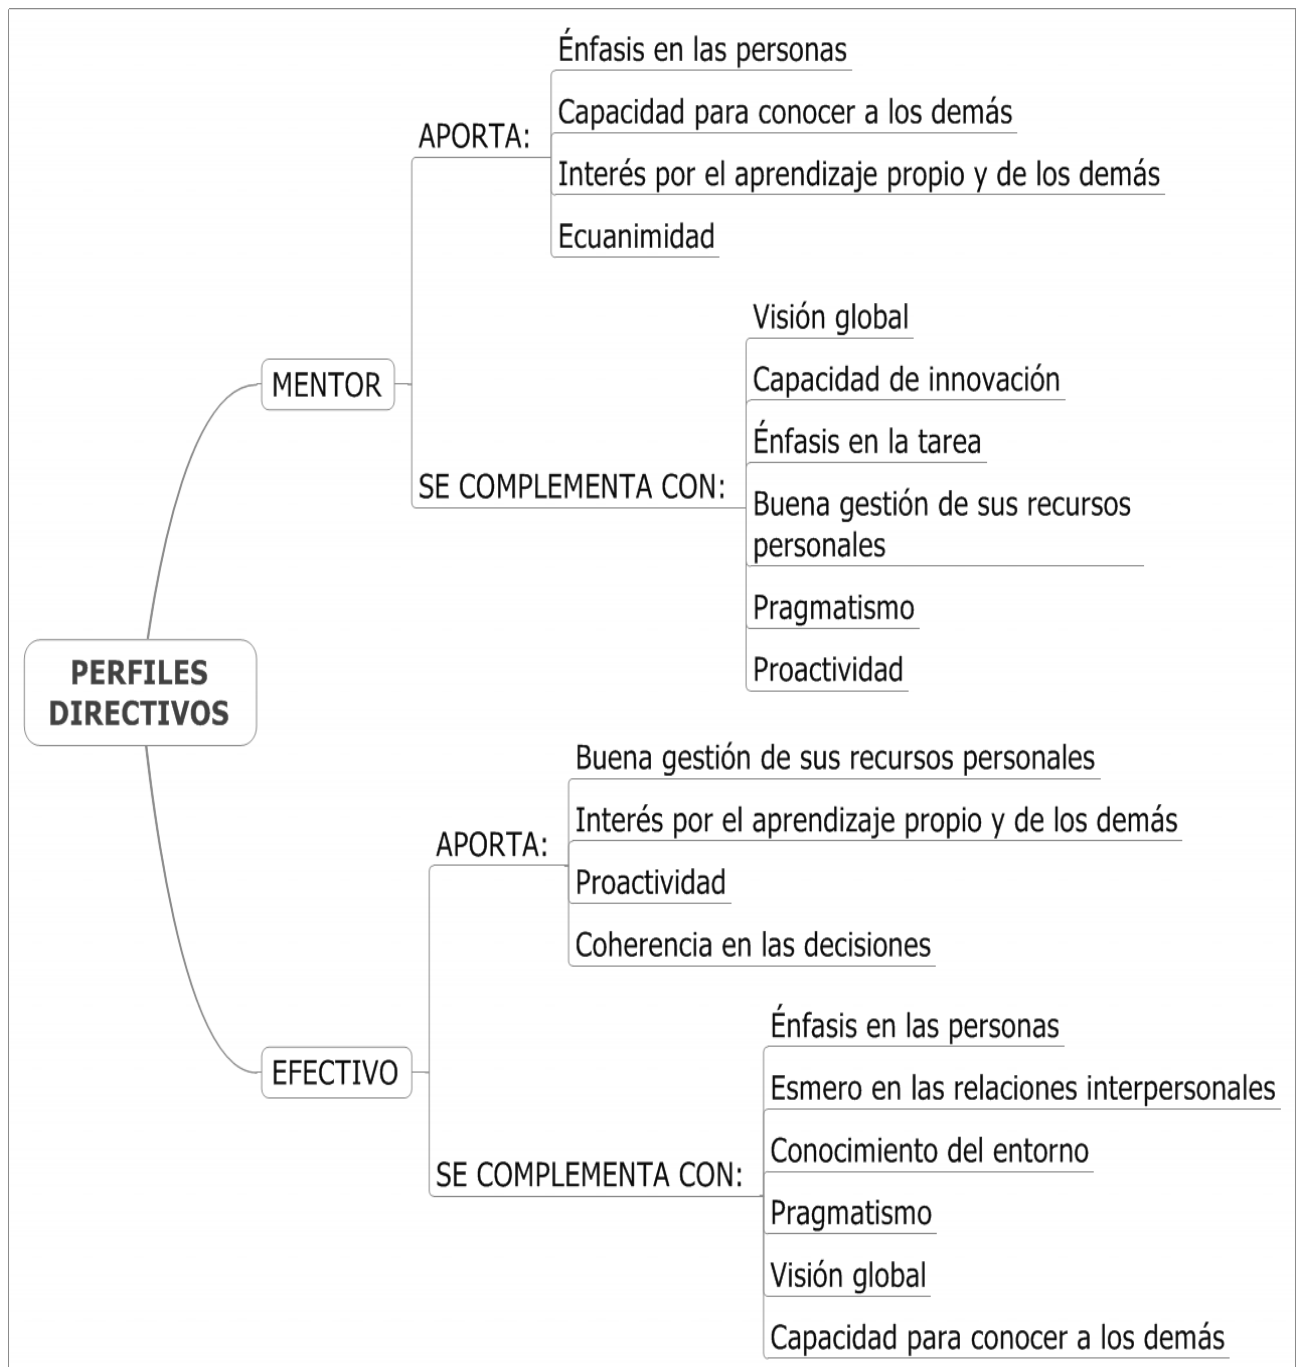 PERFILES
DIRECTIVOS
MENTOR
APORTA:
Énfasis en las personas
Capacidad para conocer a los demás
Interés por el aprendizaje propio y de los demás
Ecuanimidad
SE COMPLEMENTA CON:
Visión global
Capacidad de innovación
Énfasis en la tarea
Buena gestión de sus recursos
personales
Pragmatismo
Proactividad
EFECTIVO
APORTA:
Buena gestión de sus recursos personales
Interés por el aprendizaje propio y de los demás
Proactividad
Coherencia en las decisiones
SE COMPLEMENTA CON:
Énfasis en las personas
Esmero en las relaciones interpersonales
Conocimiento del entorno
Pragmatismo
Visión global
Capacidad para conocer a los demás